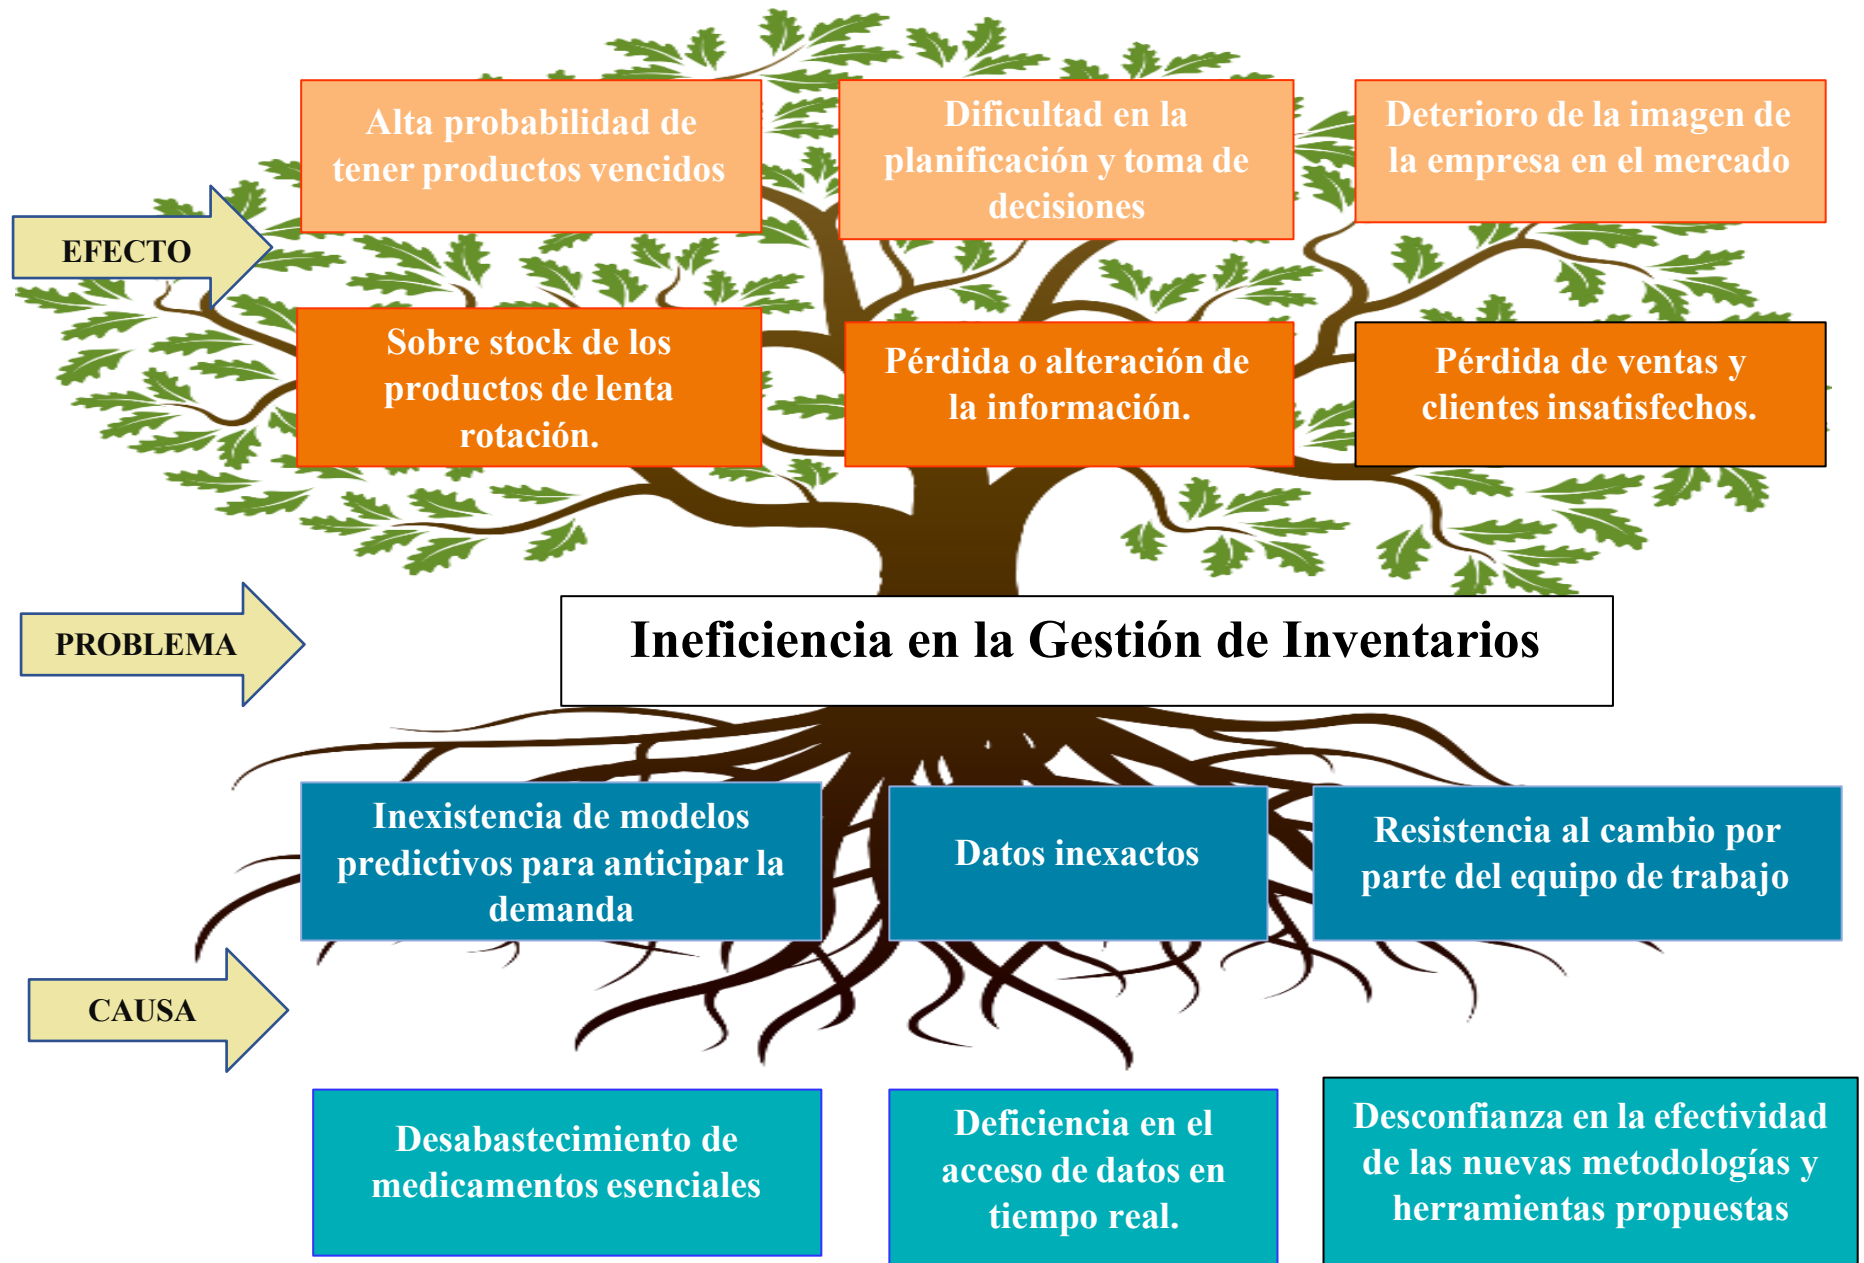 Alta probabilidad de
tener productos vencidos
Dificultad en la
planificación y toma de
decisiones
Deterioro de la imagen de
la empresa en el mercado
EFECTO
Sobre stock de los
productos de lenta
rotación.
Pérdida o alteración de
la información.
Pérdida de ventas y
clientes insatisfechos.
PROBLEMA
Ineficiencia en la Gestión de Inventarios
Inexistencia de modelos
predictivos para anticipar la
demanda
Datos inexactos
Resistencia al cambio por
parte del equipo de trabajo
CAUSA
Desabastecimiento de
medicamentos esenciales
Deficiencia en el
acceso de datos en
tiempo real.
Desconfianza en la efectividad
de las nuevas metodologías y
herramientas propuestas